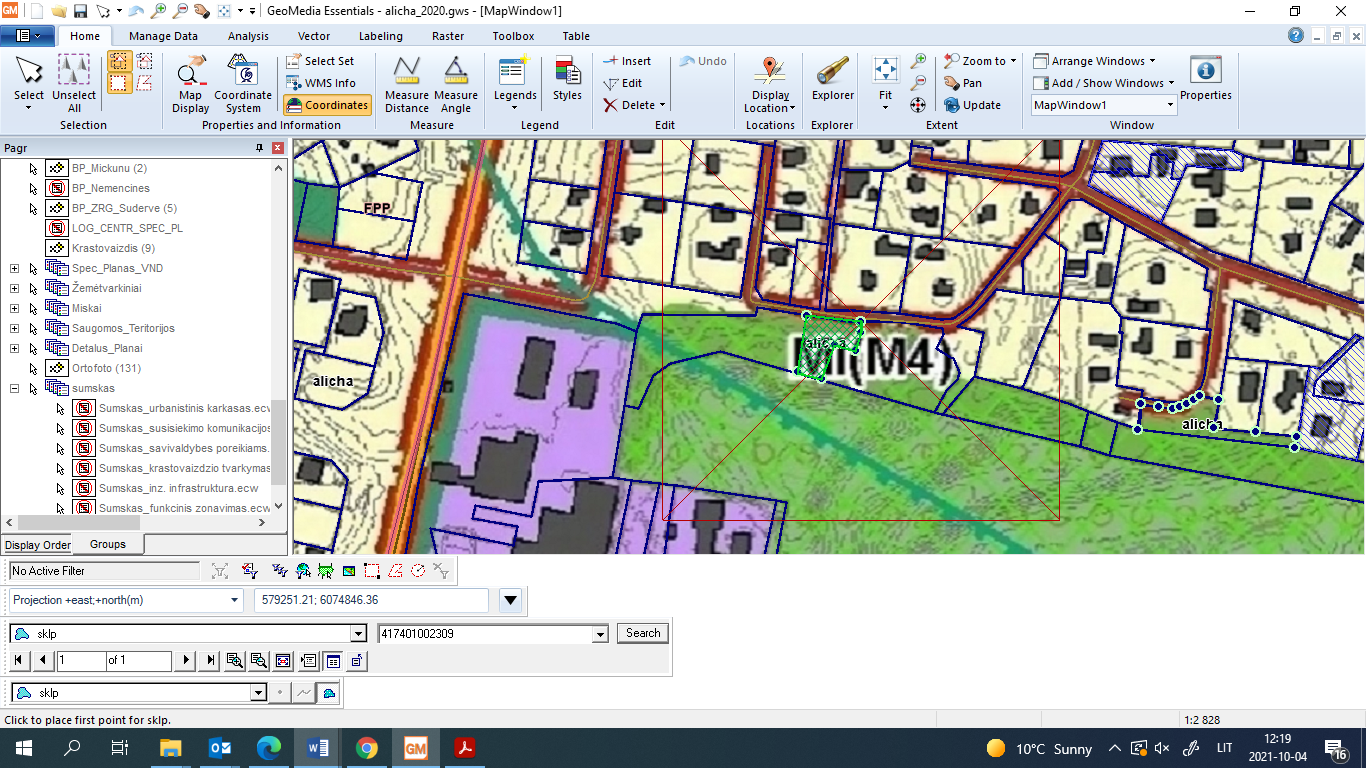 GeoMedia Essentials - alicha_2020.gws - [MapWindow1]
Home Manage Data Analysis Vector Labeling Raster Toolbox Table
Select
Unselect All
Selection
Map Display
Coordinate System
Select Set
WMS Info
Coordinates
Properties and Information
Measure Distance
Measure Angle
Measure
Legends
Styles
Legend
Insert
Edit
Delete
Undo
Edit
Display Location
Locations
Explorer
Explorer
Fit
Zoom to
Pan
Update
Extent
Arrange Windows
Add / Show Windows
MapWindow1
Properties
Window
Pagr
BP_Mickunu (2)
BP_Nemencines
BP_ZRG_Suderve (5)
LOG_CENTR_SPEC_PL
Krastovaizdis (9)
Spec_Planas_VND
Žemėtvarkiniai
Miskai
Saugomos_Teritorijos
Detalus_Planai
Ortofoto (131)
sumskas
Sumskas_urbanistinis karkasas.ecw
Sumskas_susisiekimo komunikacijos
Sumskas_savivaldybes poreikiams.
Sumskas_krastovaizdzio tvarkymas
Sumskas_inz. infrastruktura.ecw
Sumskas_funkcinis zonavimas.ecw
Display Order Groups
FPP
alicha
alicha
(M4)
alicha
No Active Filter
Projection +east;+north(m) 579251.21; 6074846.36
sklp 417401002309 Search
1 of 1
sklp
Click to place first point for sklp.
1:2 828
10°C Sunny
LIT
12:19
2021-10-04
16